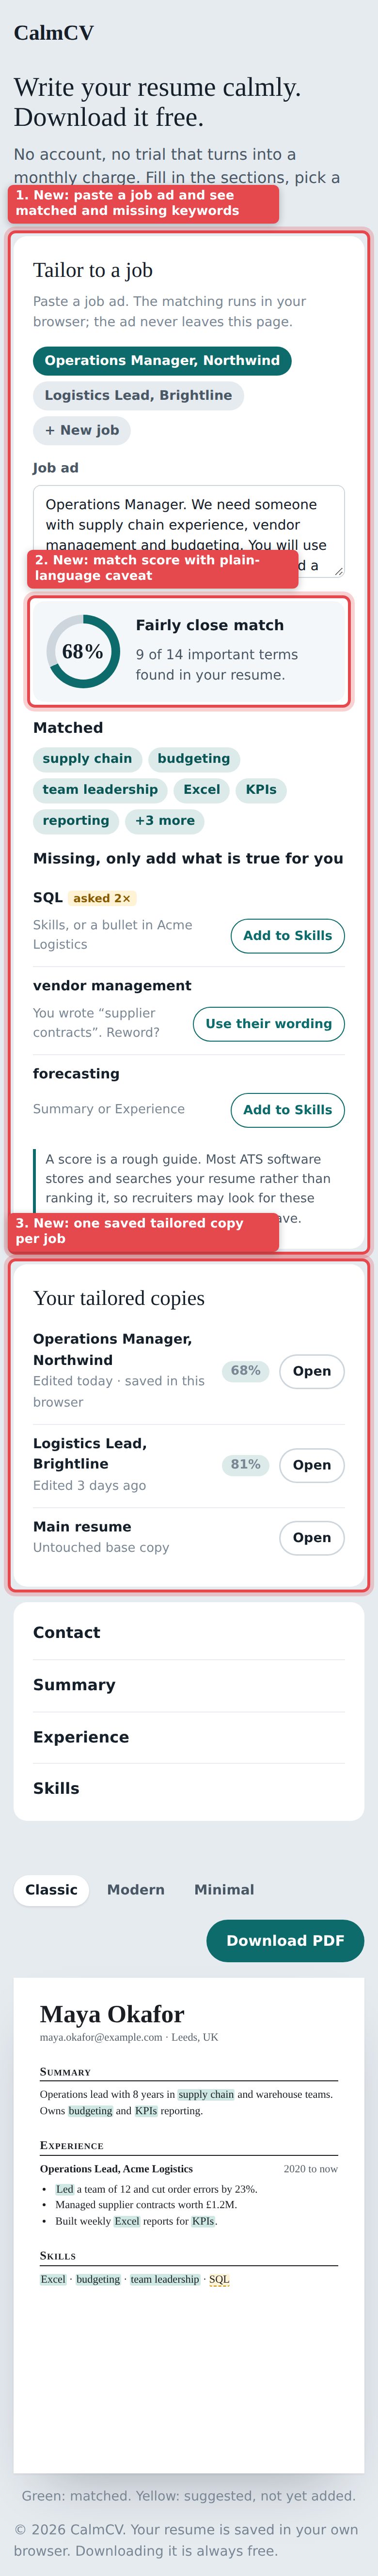 CalmCV
Write your resume calmly.
Download it free.
No account, no trial that turns into a
monthly charge. Fill in the sections, pick a
1. New: paste a job ad and see
matched and missing keywords
Tailor to a job
Paste a job ad. The matching runs in your
browser; the ad never leaves this page.
Operations Manager, Northwind
Logistics Lead, Brightline
+ New job
Job ad
Operations Manager. We need someone
with supply chain experience, vendor
management and budgeting. You will use
2. New: match score with plain-
language caveat
d a
68%
Fairly close match
9 of 14 important terms
found in your resume.
Matched
supply chain
budgeting
team leadership
Excel
KPIs
reporting
+3 more
Missing, only add what is true for you
SQL asked 2×
Skills, or a bullet in Acme
Logistics
Add to Skills
vendor management
You wrote “supplier
contracts”. Reword?
Use their wording
forecasting
Summary or Experience
Add to Skills
A score is a rough guide. Most ATS software
stores and searches your resume rather than
ranking it, so recruiters may look for these
ave.
3. New: one saved tailored copy
per job
Your tailored copies
Operations Manager,
Northwind
Edited today · saved in this
browser
68%
Open
Logistics Lead,
Brightline
Edited 3 days ago
81%
Open
Main resume
Untouched base copy
Open
Contact
Summary
Experience
Skills
Classic
Modern
Minimal
Download PDF
Maya Okafor
maya.okafor@example.com · Leeds, UK
Summary
Operations lead with 8 years in supply chain and warehouse teams.
Owns budgeting and KPIs reporting.
Experience
Operations Lead, Acme Logistics 2020 to now
• Led a team of 12 and cut order errors by 23%.
• Managed supplier contracts worth £1.2M.
• Built weekly Excel reports for KPIs.
Skills
Excel · budgeting · team leadership · SQL
Green: matched. Yellow: suggested, not yet added.
© 2026 CalmCV. Your resume is saved in your own
browser. Downloading it is always free.